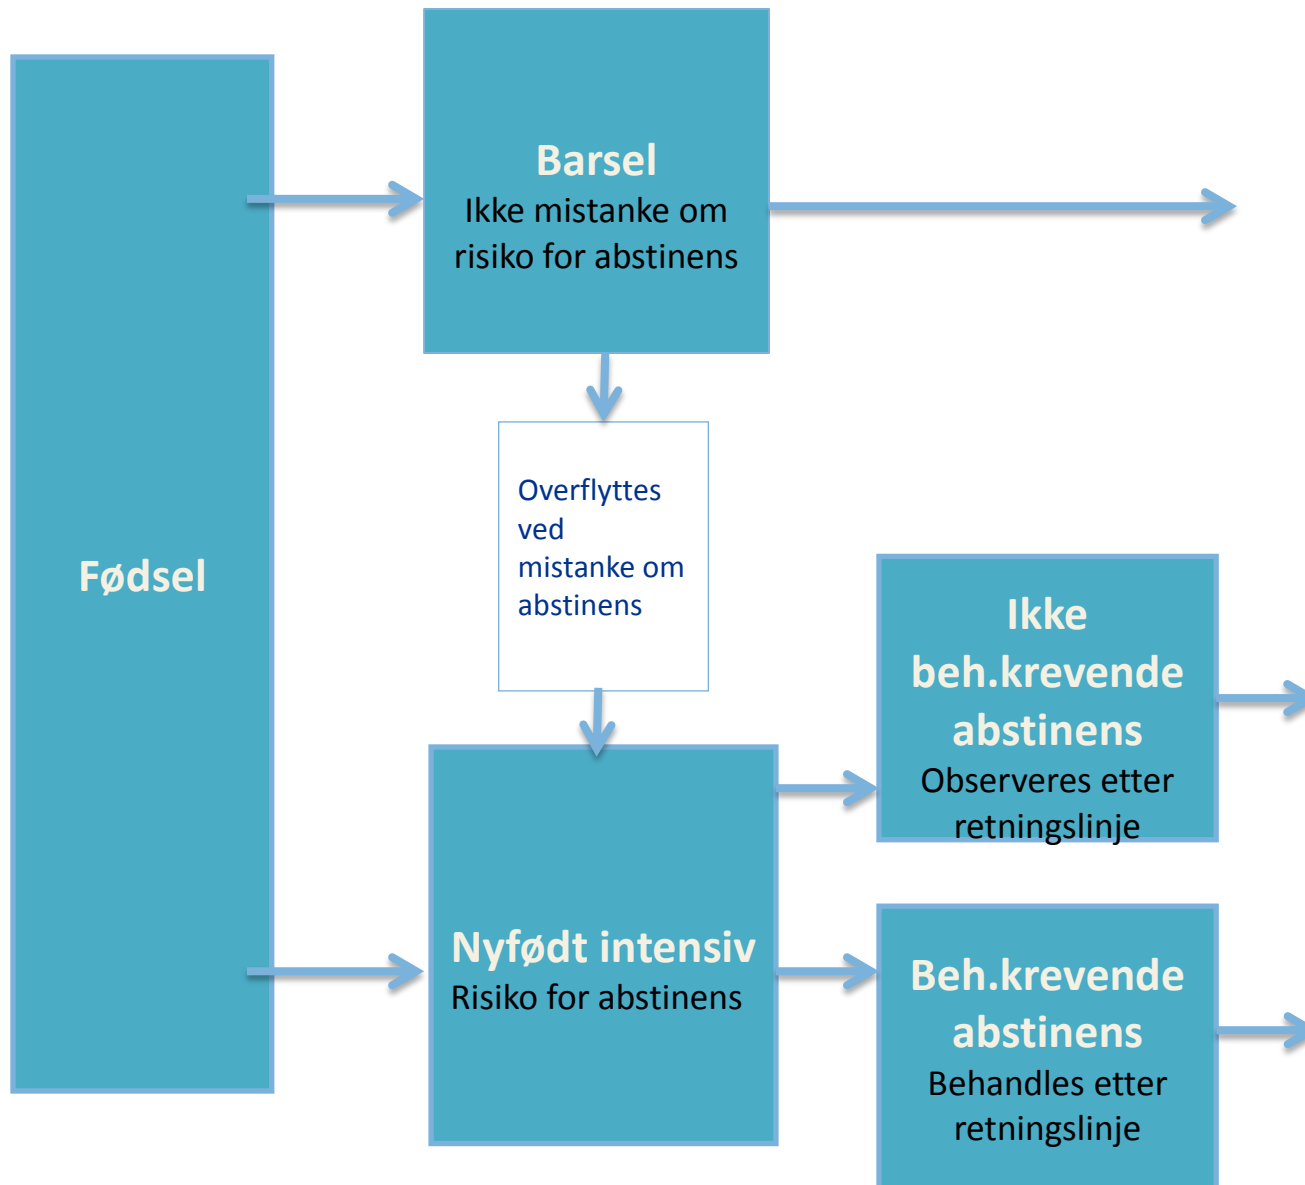 Fødsel
Barsel
Ikke mistanke om
risiko for abstinens
Overflyttes
ved
mistanke om
abstinens
Nyfødt intensiv
Risiko for abstinens
Ikke
beh.krevende
abstinens
Observeres etter
retningslinje
Beh.krevende
abstinens
Behandles etter
retningslinje